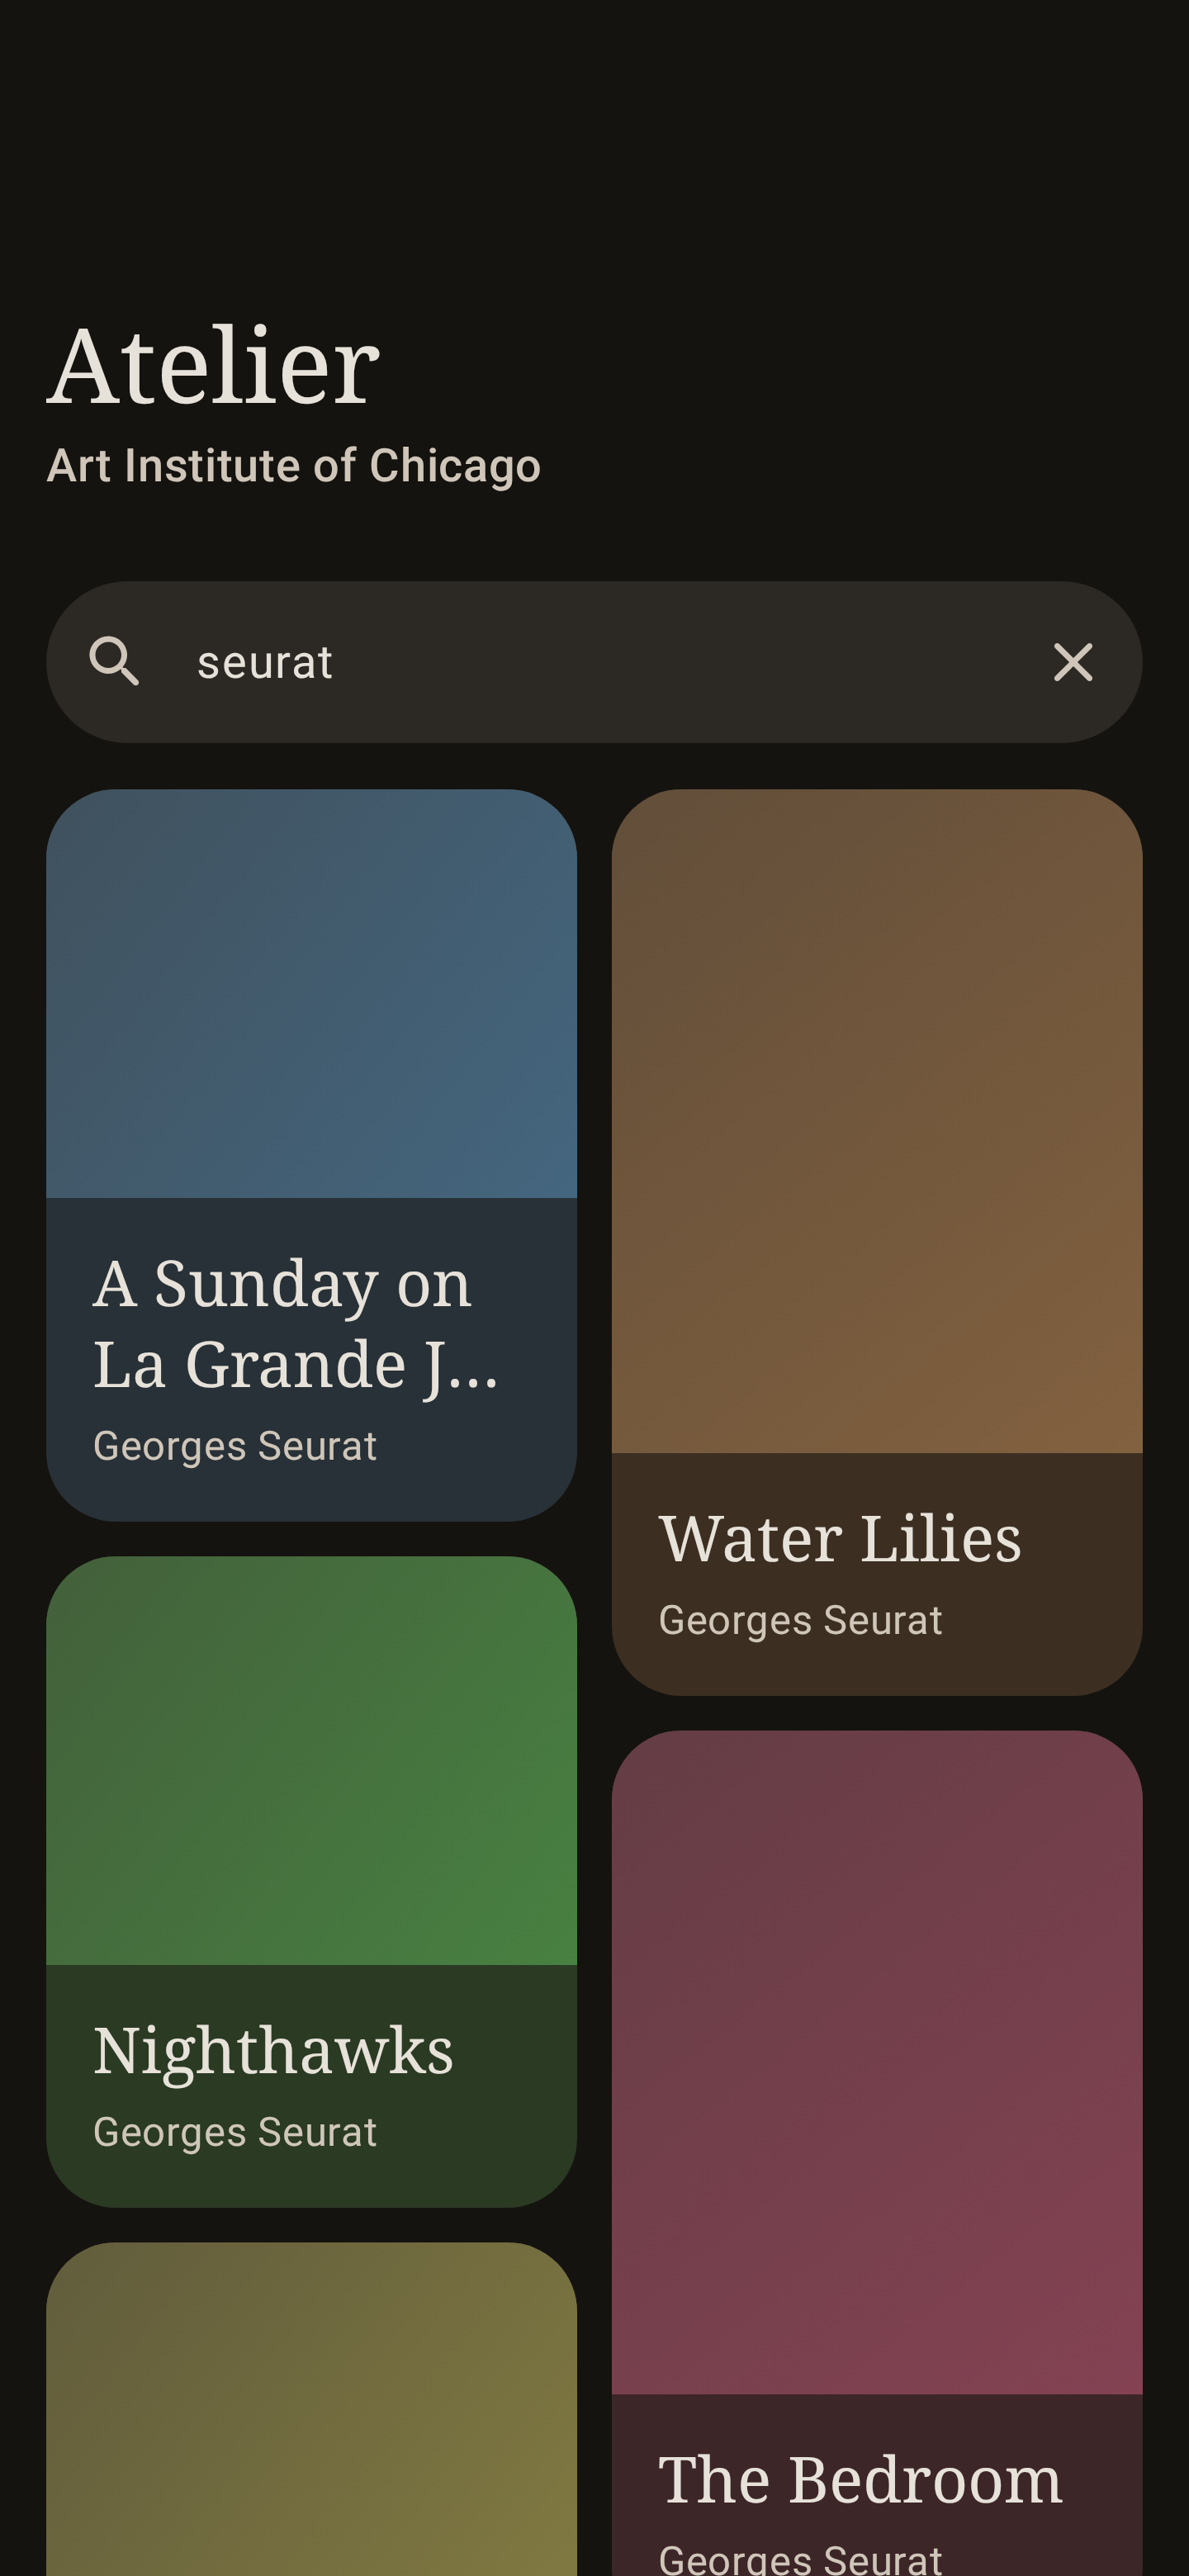 Atelier
Art Institute of Chicago
seurat
A Sunday on
La Grande J...
Georges Seurat
Water Lilies
Georges Seurat
Nighthawks
Georges Seurat
The Bedroom
Georges Seurat